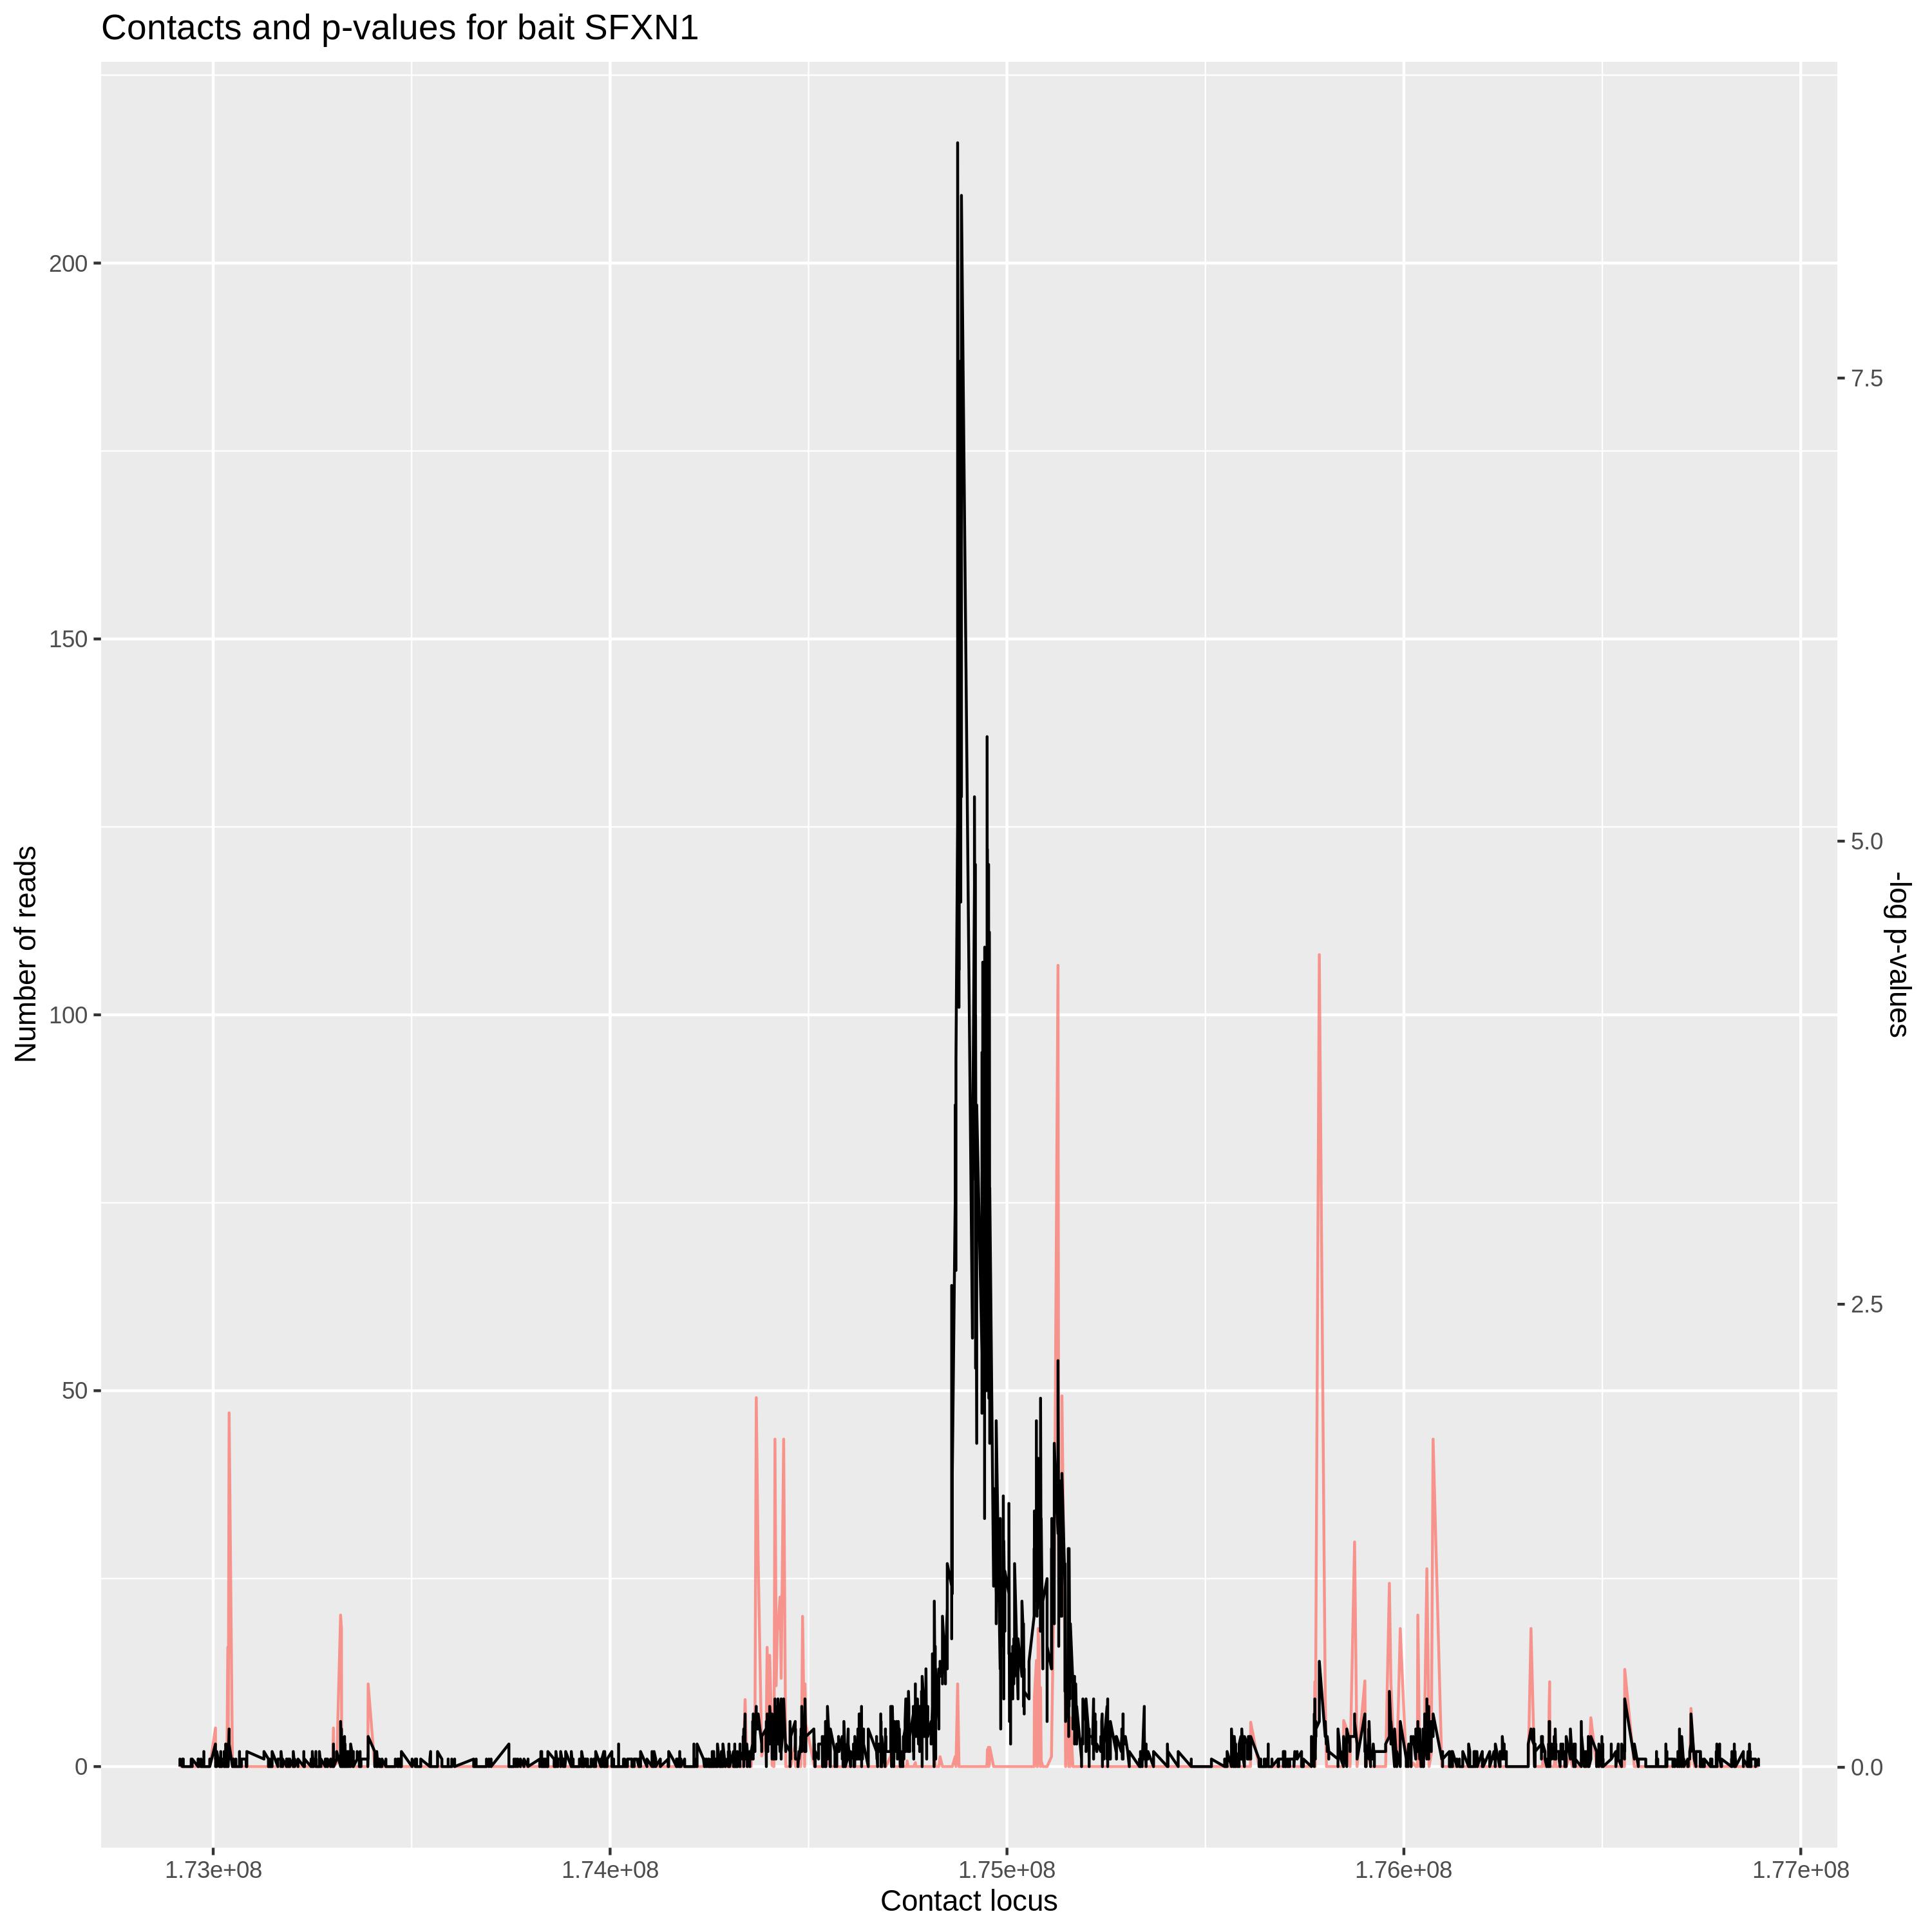 Contacts and p-values for bait SFXN1
Number of reads
200
150
100
50
0
7.5
5.0
2.5
0.0
-log p-values
1.73e+08
1.74e+08
1.75e+08
1.76e+08
1.77e+08
Contact locus